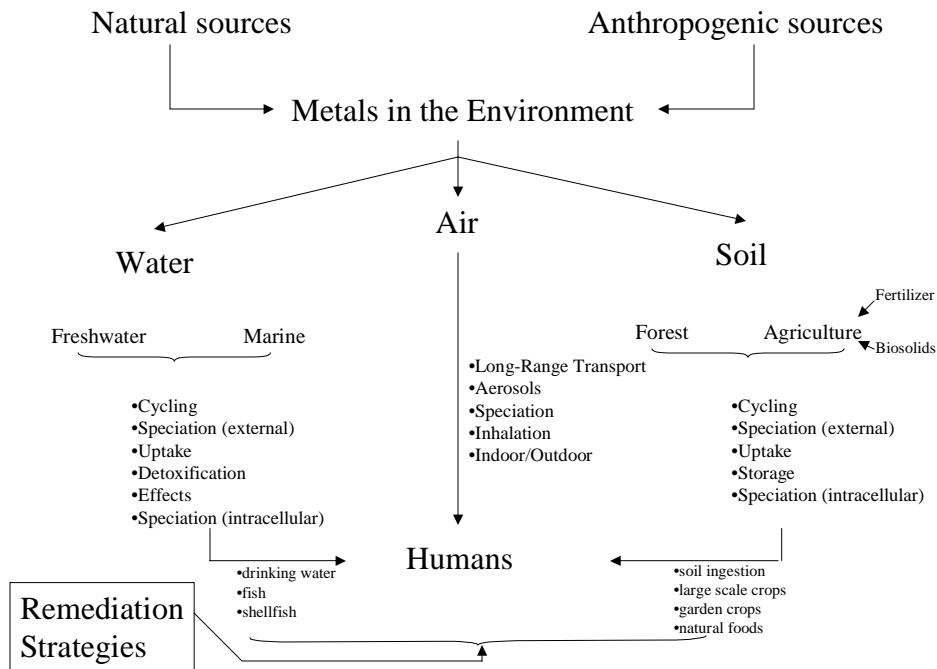 Natural sources
Anthropogenic sources
Metals in the Environment
Air
Water
Soil
Fertilizer
Freshwater
Marine
Forest
Agriculture
Biosolids
•Cycling
•Speciation (external)
•Uptake
•Detoxification
•Effects
•Speciation (intracellular)
•Long-Range Transport
•Aerosols
•Speciation
•Inhalation
•Indoor/Outdoor
•Cycling
•Speciation (external)
•Uptake
•Storage
•Speciation (intracellular)
Humans
•drinking water
•fish
•shellfish
•soil ingestion
•large scale crops
•garden crops
•natural foods
Remediation
Strategies